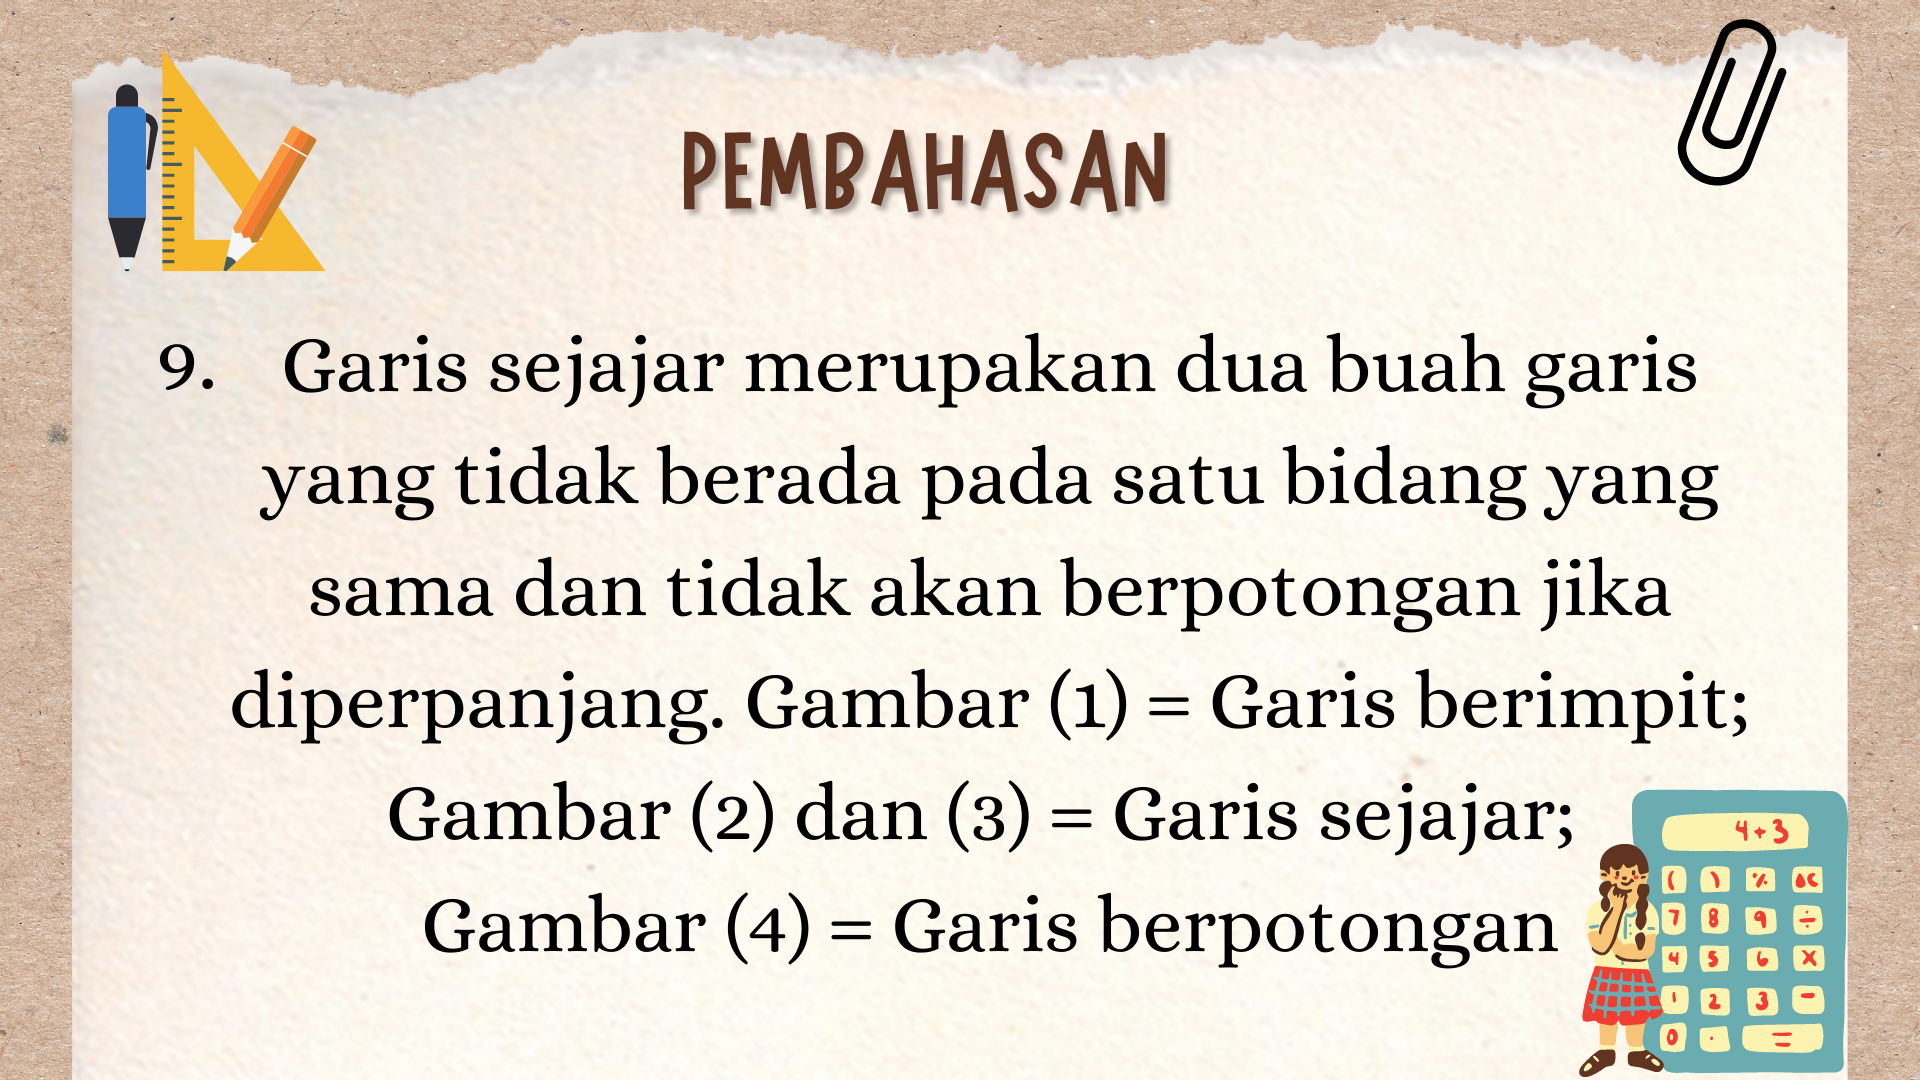 PEMBAHASAN
9. Garis sejajar merupakan dua buah garis
yang tidak berada pada satu bidang yang
sama dan tidak akan berpotongan jika
diperpanjang. Gambar (1) = Garis berimpit;
Gambar (2) dan (3) = Garis sejajar;
Gambar (4) = Garis berpotongan
4+3
( ) % AC
7 8 9 ÷
4 5 6 x
1 2 3 -
0 . =